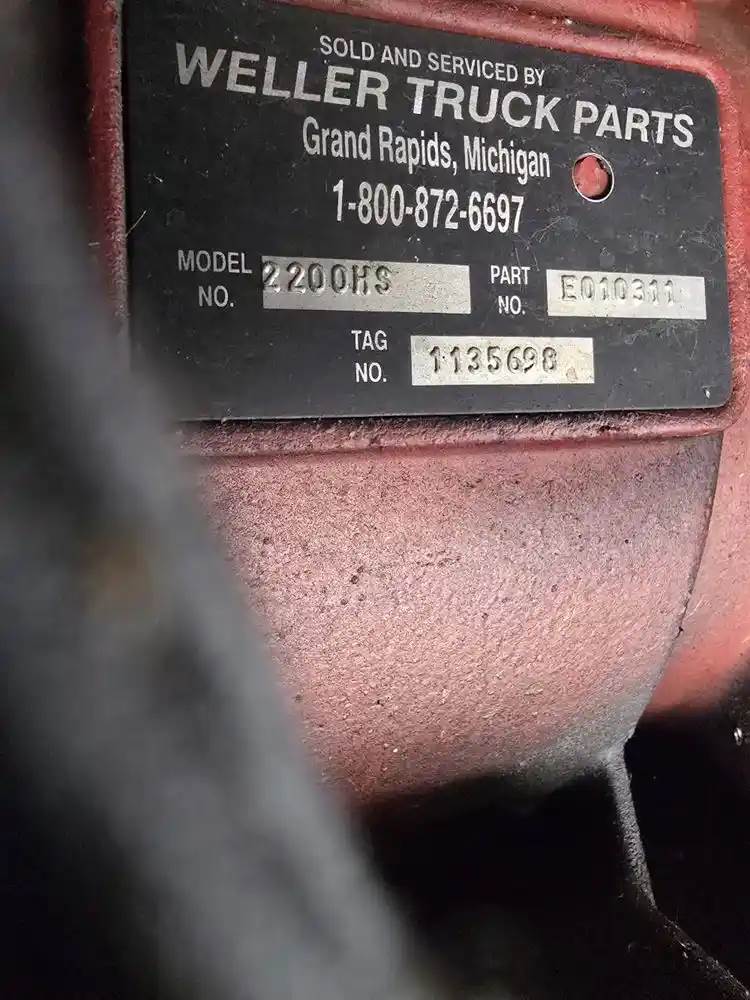 SOLD AND SERVICED BY
WELLER TRUCK PARTS
Grand Rapids, Michigan
1-800-872-6697
MODEL NO. 2200HS PART NO. E010311
TAG NO. 1135698